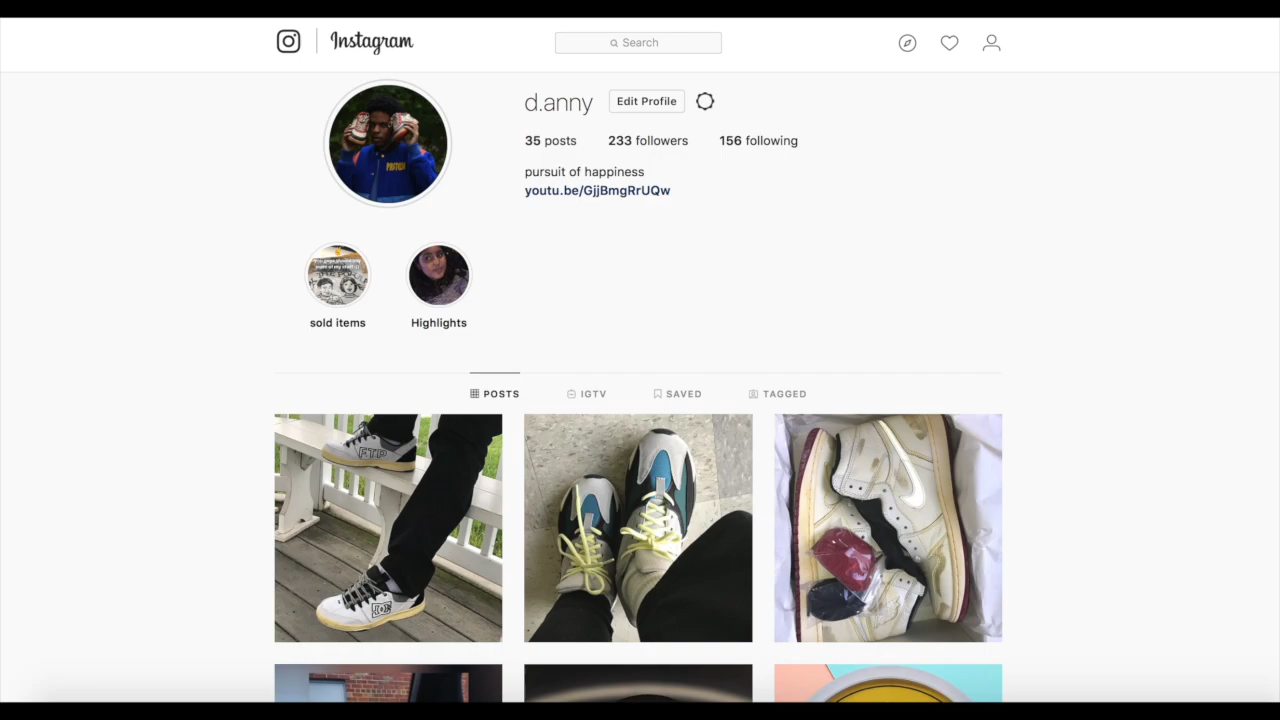 Instagram
Search
d.anny
Edit Profile
35 posts 233 followers 156 following
pursuit of happiness
youtu.be/GjjBmgRrUQw
sold items
Highlights
POSTS
IGTV
SAVED
TAGGED
FTP